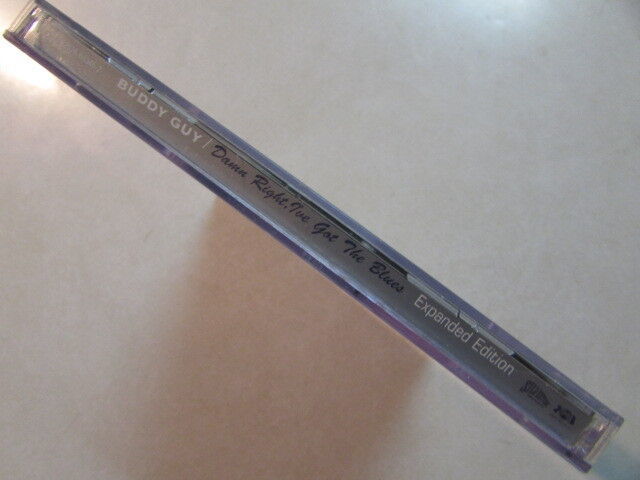 BUDDY GUY / Damn Right, I've Got The Blues Expanded Edition